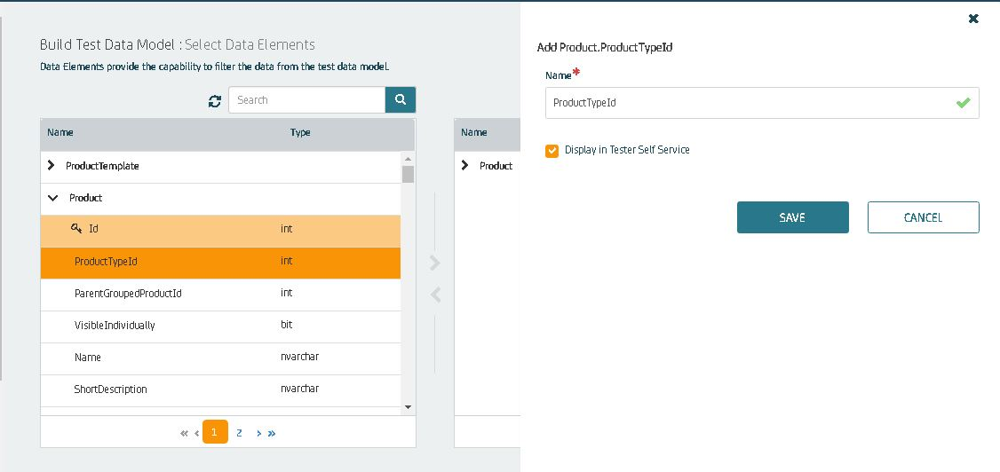 Build Test Data Model : Select Data Elements
Data Elements provide the capability to filter the data from the test data model.
Search
Name Type
ProductTemplate
Product
Id int
ProductTypeId int
ParentGroupedProductId int
VisibleIndividually bit
Name nvarchar
ShortDescription nvarchar
« ‹ 1 2 › »
Name
Product
Add Product.ProductTypeId
Name*
ProductTypeId
Display in Tester Self Service
SAVE CANCEL